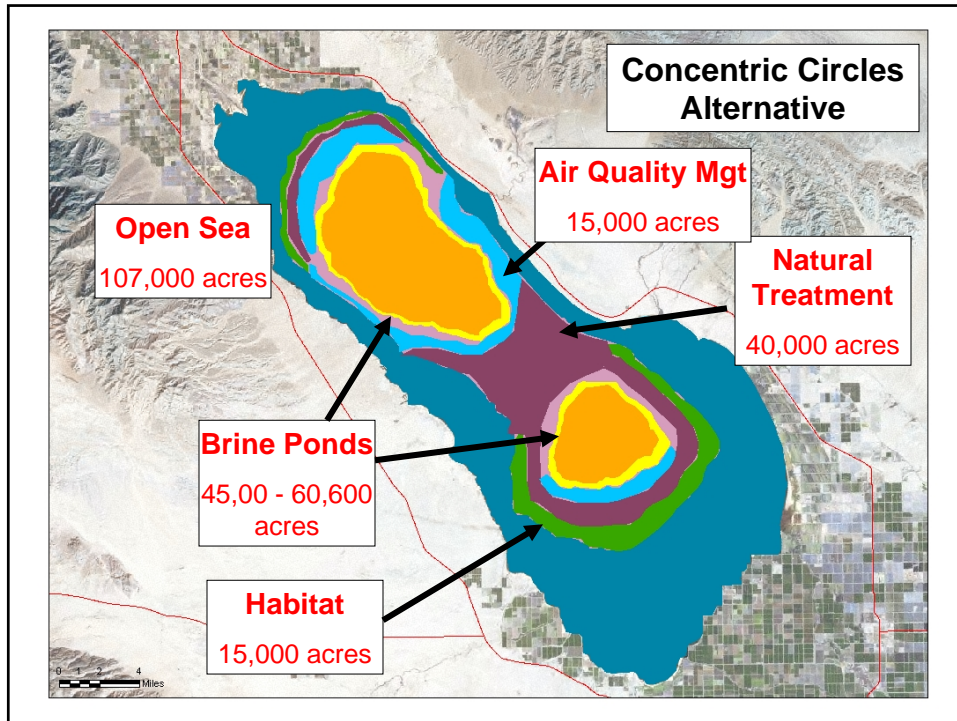 Concentric Circles
Alternative
Air Quality Mgt
15,000 acres
Open Sea
107,000 acres
Natural
Treatment
40,000 acres
Brine Ponds
45,00 - 60,600
acres
Habitat
15,000 acres
0 1 2 4
Miles